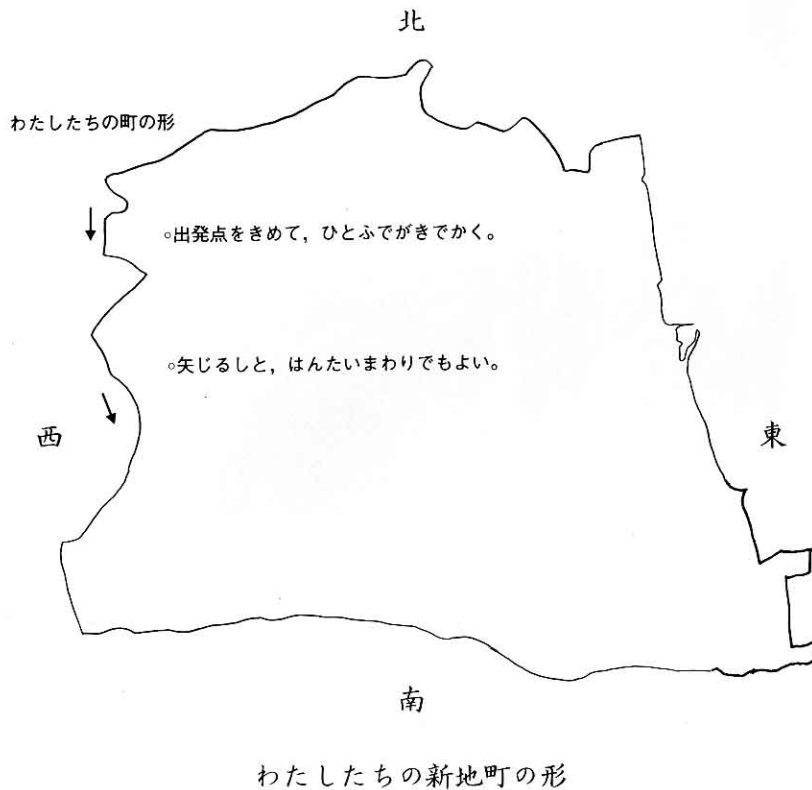 北
わたしたちの町の形
○出発点をきめて，ひとふでがきでかく。
○矢じるしと，はんたいまわりでもよい。
西
東
南
わたしたちの新地町の形